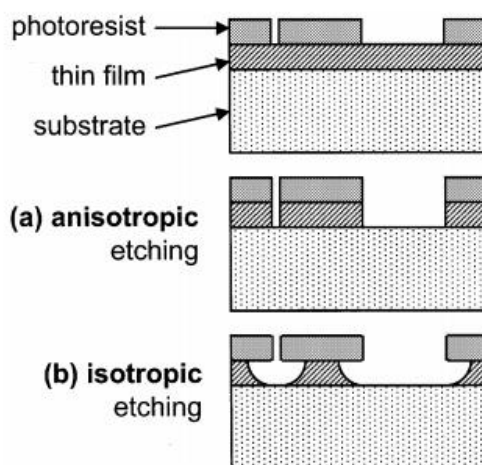 photoresist
thin film
substrate
(a) anisotropic
etching
(b) isotropic
etching